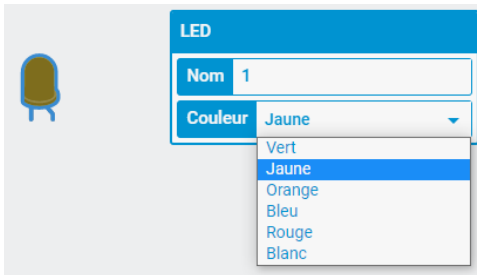 LED
Nom 1
Couleur Jaune
Vert
Jaune
Orange
Bleu
Rouge
Blanc